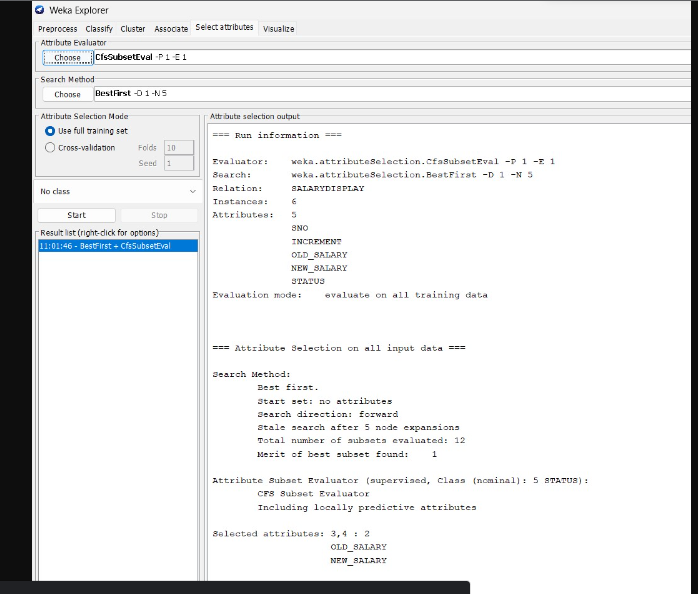 Weka Explorer
Preprocess Classify Cluster Associate Select attributes Visualize
Attribute Evaluator
Choose CfsSubsetEval -P 1 -E 1
Search Method
Choose BestFirst -D 1 -N 5
Attribute Selection Mode
Use full training set
Cross-validation Folds 10
Seed 1
No class
Start Stop
Result list (right-click for options)
11:01:46 - BestFirst + CfsSubsetEval
Attribute selection output
=== Run information ===
Evaluator: weka.attributeSelection.CfsSubsetEval -P 1 -E 1
Search: weka.attributeSelection.BestFirst -D 1 -N 5
Relation: SALARYDISPLAY
Instances: 6
Attributes: 5
SNO
INCREMENT
OLD_SALARY
NEW_SALARY
STATUS
Evaluation mode: evaluate on all training data
=== Attribute Selection on all input data ===
Search Method:
Best first.
Start set: no attributes
Search direction: forward
Stale search after 5 node expansions
Total number of subsets evaluated: 12
Merit of best subset found: 1
Attribute Subset Evaluator (supervised, Class (nominal): 5 STATUS):
CFS Subset Evaluator
Including locally predictive attributes
Selected attributes: 3,4 : 2
OLD_SALARY
NEW_SALARY